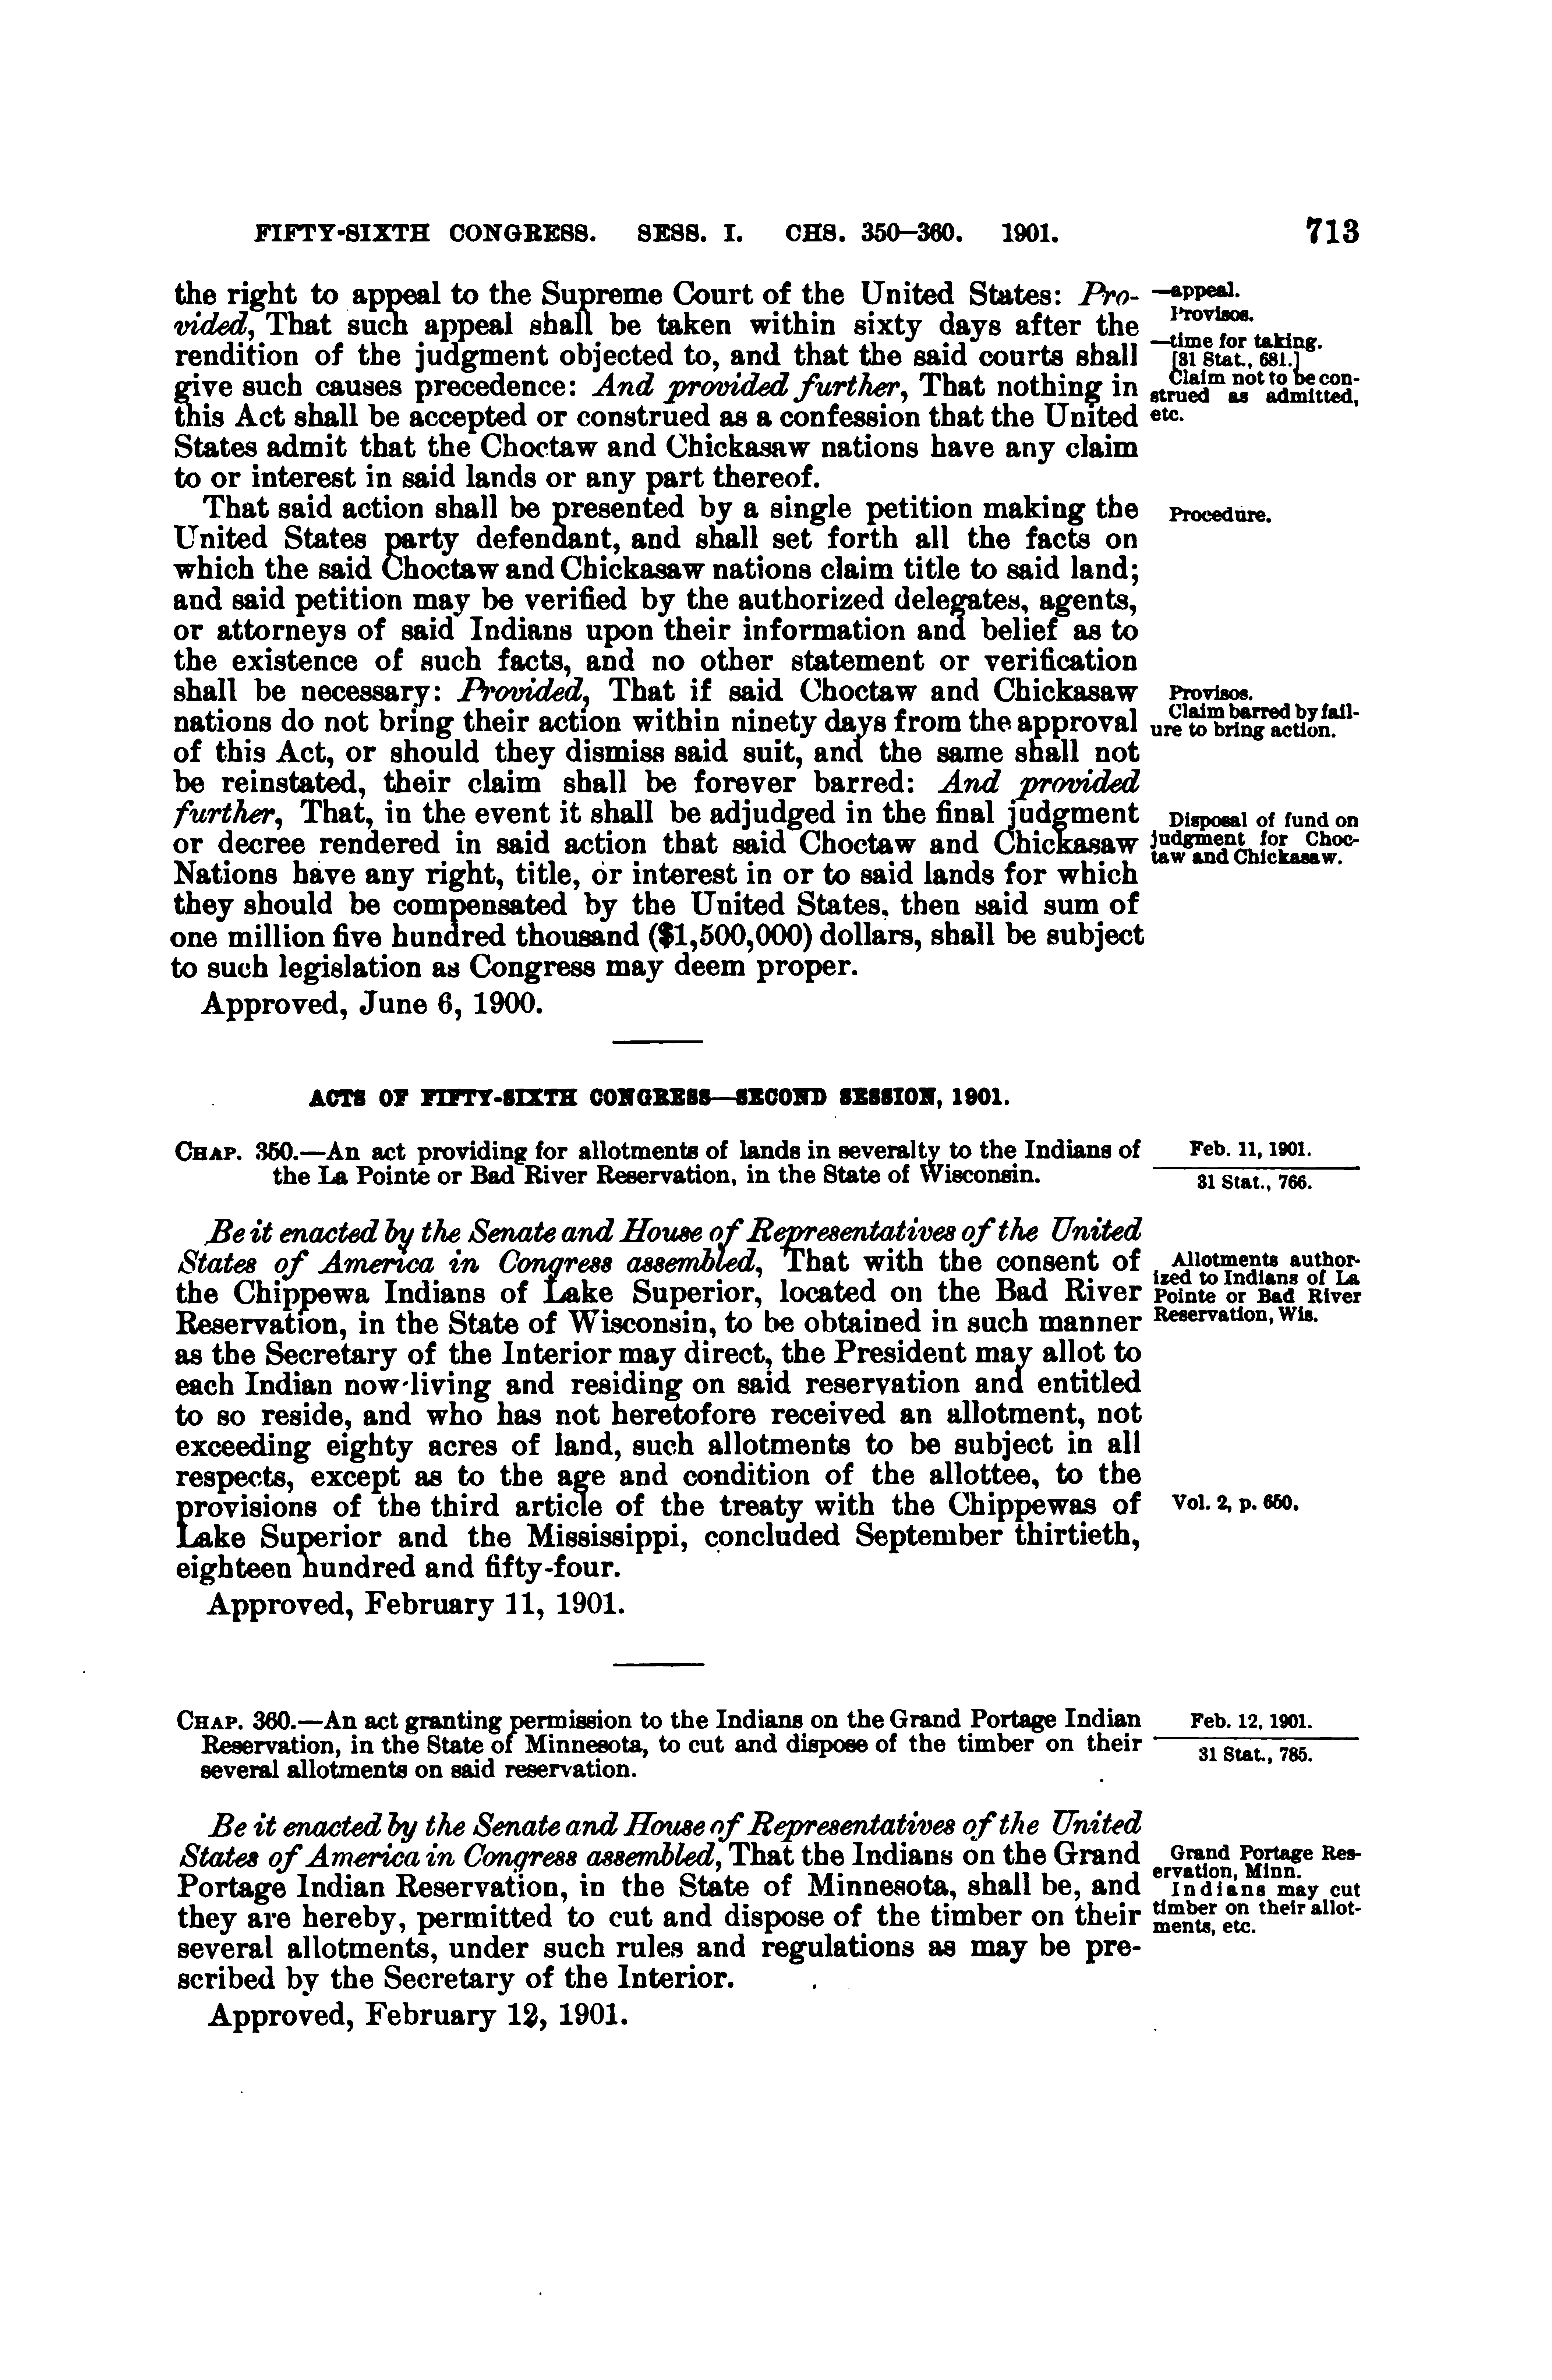 FIFTY-SIXTH CONGRESS. SESS. I. CHS. 350–360. 1901. 713
the right to appeal to the Supreme Court of the United States: Pro-
vided, That such appeal shall be taken within sixty days after the
rendition of the judgment objected to, and that the said courts shall
give such causes precedence: And provided further, That nothing in
this Act shall be accepted or construed as a confession that the United
States admit that the Choctaw and Chickasaw nations have any claim
to or interest in said lands or any part thereof.
—appeal.
Provisos.
—time for taking.
[31 Stat., 681.]
Claim not to be con-
strued as admitted,
etc.
That said action shall be presented by a single petition making the
United States party defendant, and shall set forth all the facts on
which the said Choctaw and Chickasaw nations claim title to said land;
and said petition may be verified by the authorized delegates, agents,
or attorneys of said Indians upon their information and belief as to
the existence of such facts, and no other statement or verification
shall be necessary: Provided, That if said Choctaw and Chickasaw
nations do not bring their action within ninety days from the approval
of this Act, or should they dismiss said suit, and the same shall not
be reinstated, their claim shall be forever barred: And provided
further, That, in the event it shall be adjudged in the final judgment
or decree rendered in said action that said Choctaw and Chickasaw
Nations have any right, title, or interest in or to said lands for which
they should be compensated by the United States, then said sum of
one million five hundred thousand ($1,500,000) dollars, shall be subject
to such legislation as Congress may deem proper.
Procedure.
Provisos.
Claim barred by fail-
ure to bring action.
Disposal of fund on
judgment for Choc-
taw and Chickasaw.
Approved, June 6, 1900.
ACTS OF FIFTY-SIXTH CONGRESS—SECOND SESSION, 1901.
CHAP. 350.—An act providing for allotments of lands in severalty to the Indians of
the La Pointe or Bad River Reservation, in the State of Wisconsin.
Feb. 11, 1901.
31 Stat., 766.
Be it enacted by the Senate and House of Representatives of the United
States of America in Congress assembled, That with the consent of
the Chippewa Indians of Lake Superior, located on the Bad River
Reservation, in the State of Wisconsin, to be obtained in such manner
as the Secretary of the Interior may direct, the President may allot to
each Indian now living and residing on said reservation and entitled
to so reside, and who has not heretofore received an allotment, not
exceeding eighty acres of land, such allotments to be subject in all
respects, except as to the age and condition of the allottee, to the
provisions of the third article of the treaty with the Chippewas of
Lake Superior and the Mississippi, concluded September thirtieth,
eighteen hundred and fifty-four.
Allotments author-
ized to Indians of La
Pointe or Bad River
Reservation, Wis.
Vol. 2, p. 650.
Approved, February 11, 1901.
CHAP. 360.—An act granting permission to the Indians on the Grand Portage Indian
Reservation, in the State of Minnesota, to cut and dispose of the timber on their
several allotments on said reservation.
Feb. 12, 1901.
31 Stat., 785.
Be it enacted by the Senate and House of Representatives of the United
States of America in Congress assembled, That the Indians on the Grand
Portage Indian Reservation, in the State of Minnesota, shall be, and
they are hereby, permitted to cut and dispose of the timber on their
several allotments, under such rules and regulations as may be pre-
scribed by the Secretary of the Interior.
Grand Portage Res-
ervation, Minn.
Indians may cut
timber on their allot-
ments, etc.
Approved, February 12, 1901.